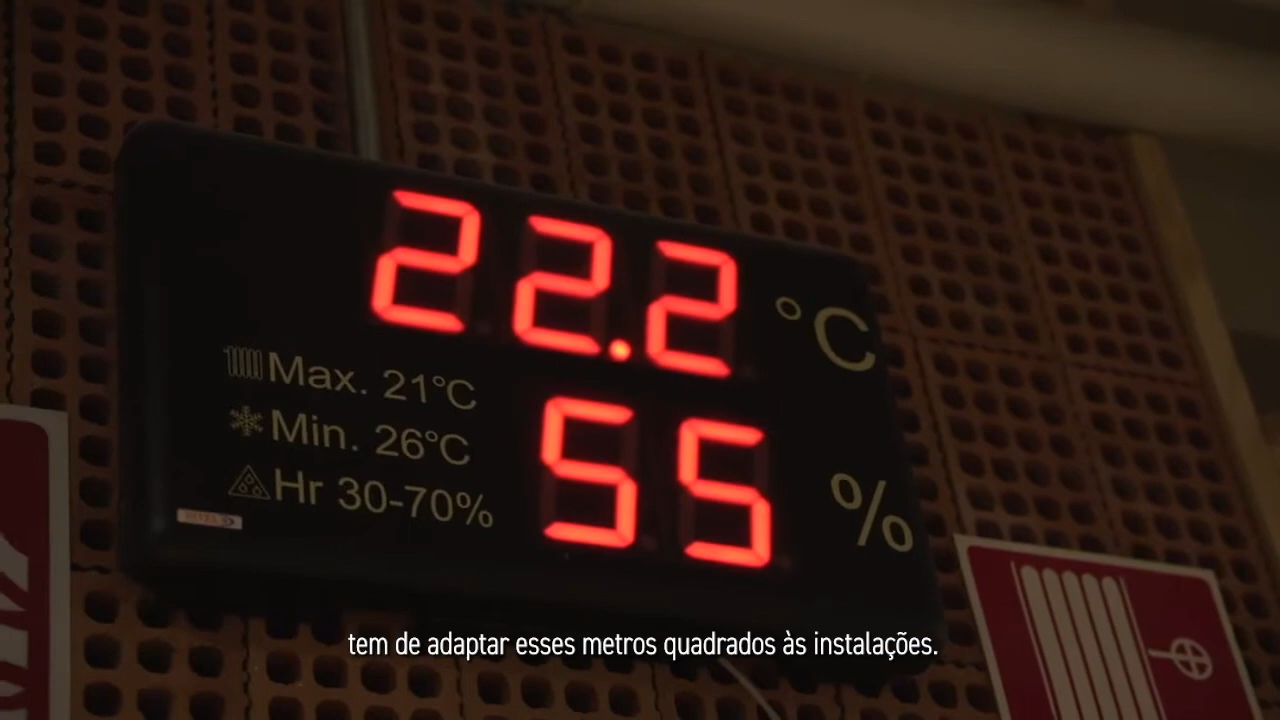 22.2 °C
Max. 21°C
Min. 26°C
Hr 30-70%
55 %
tem de adaptar esses metros quadrados às instalações.